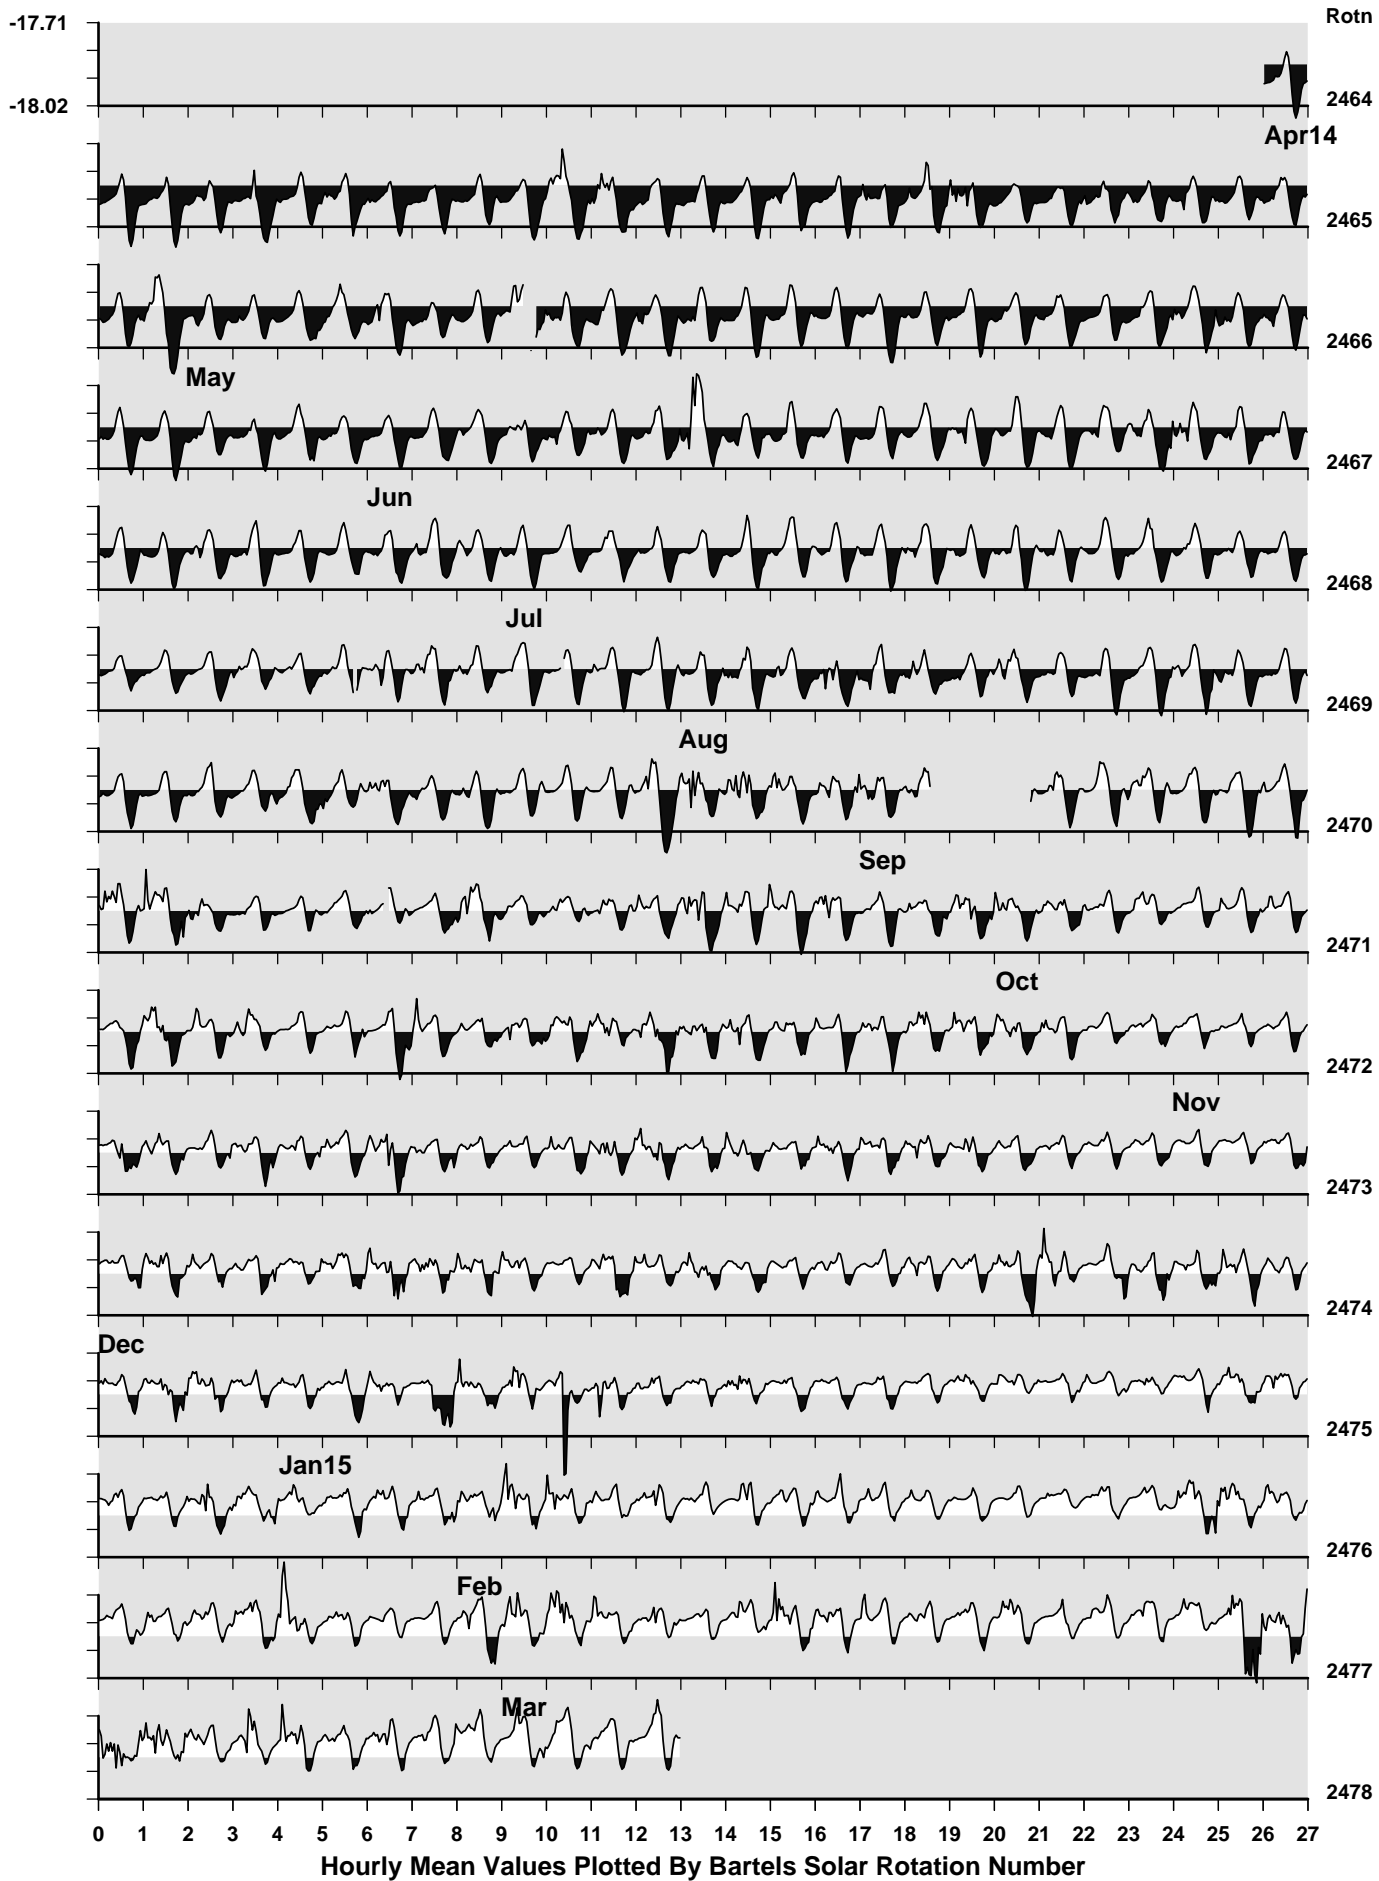 -17.71 Rotn
-18.02 2464
Apr14
2465
2466
May
2467
Jun
2468
Jul
2469
Aug
2470
Sep
2471
Oct
2472
Nov
2473
2474
Dec
2475
Jan15
2476
Feb
2477
Mar
2478
0 1 2 3 4 5 6 7 8 9 10 11 12 13 14 15 16 17 18 19 20 21 22 23 24 25 26 27
Hourly Mean Values Plotted By Bartels Solar Rotation Number